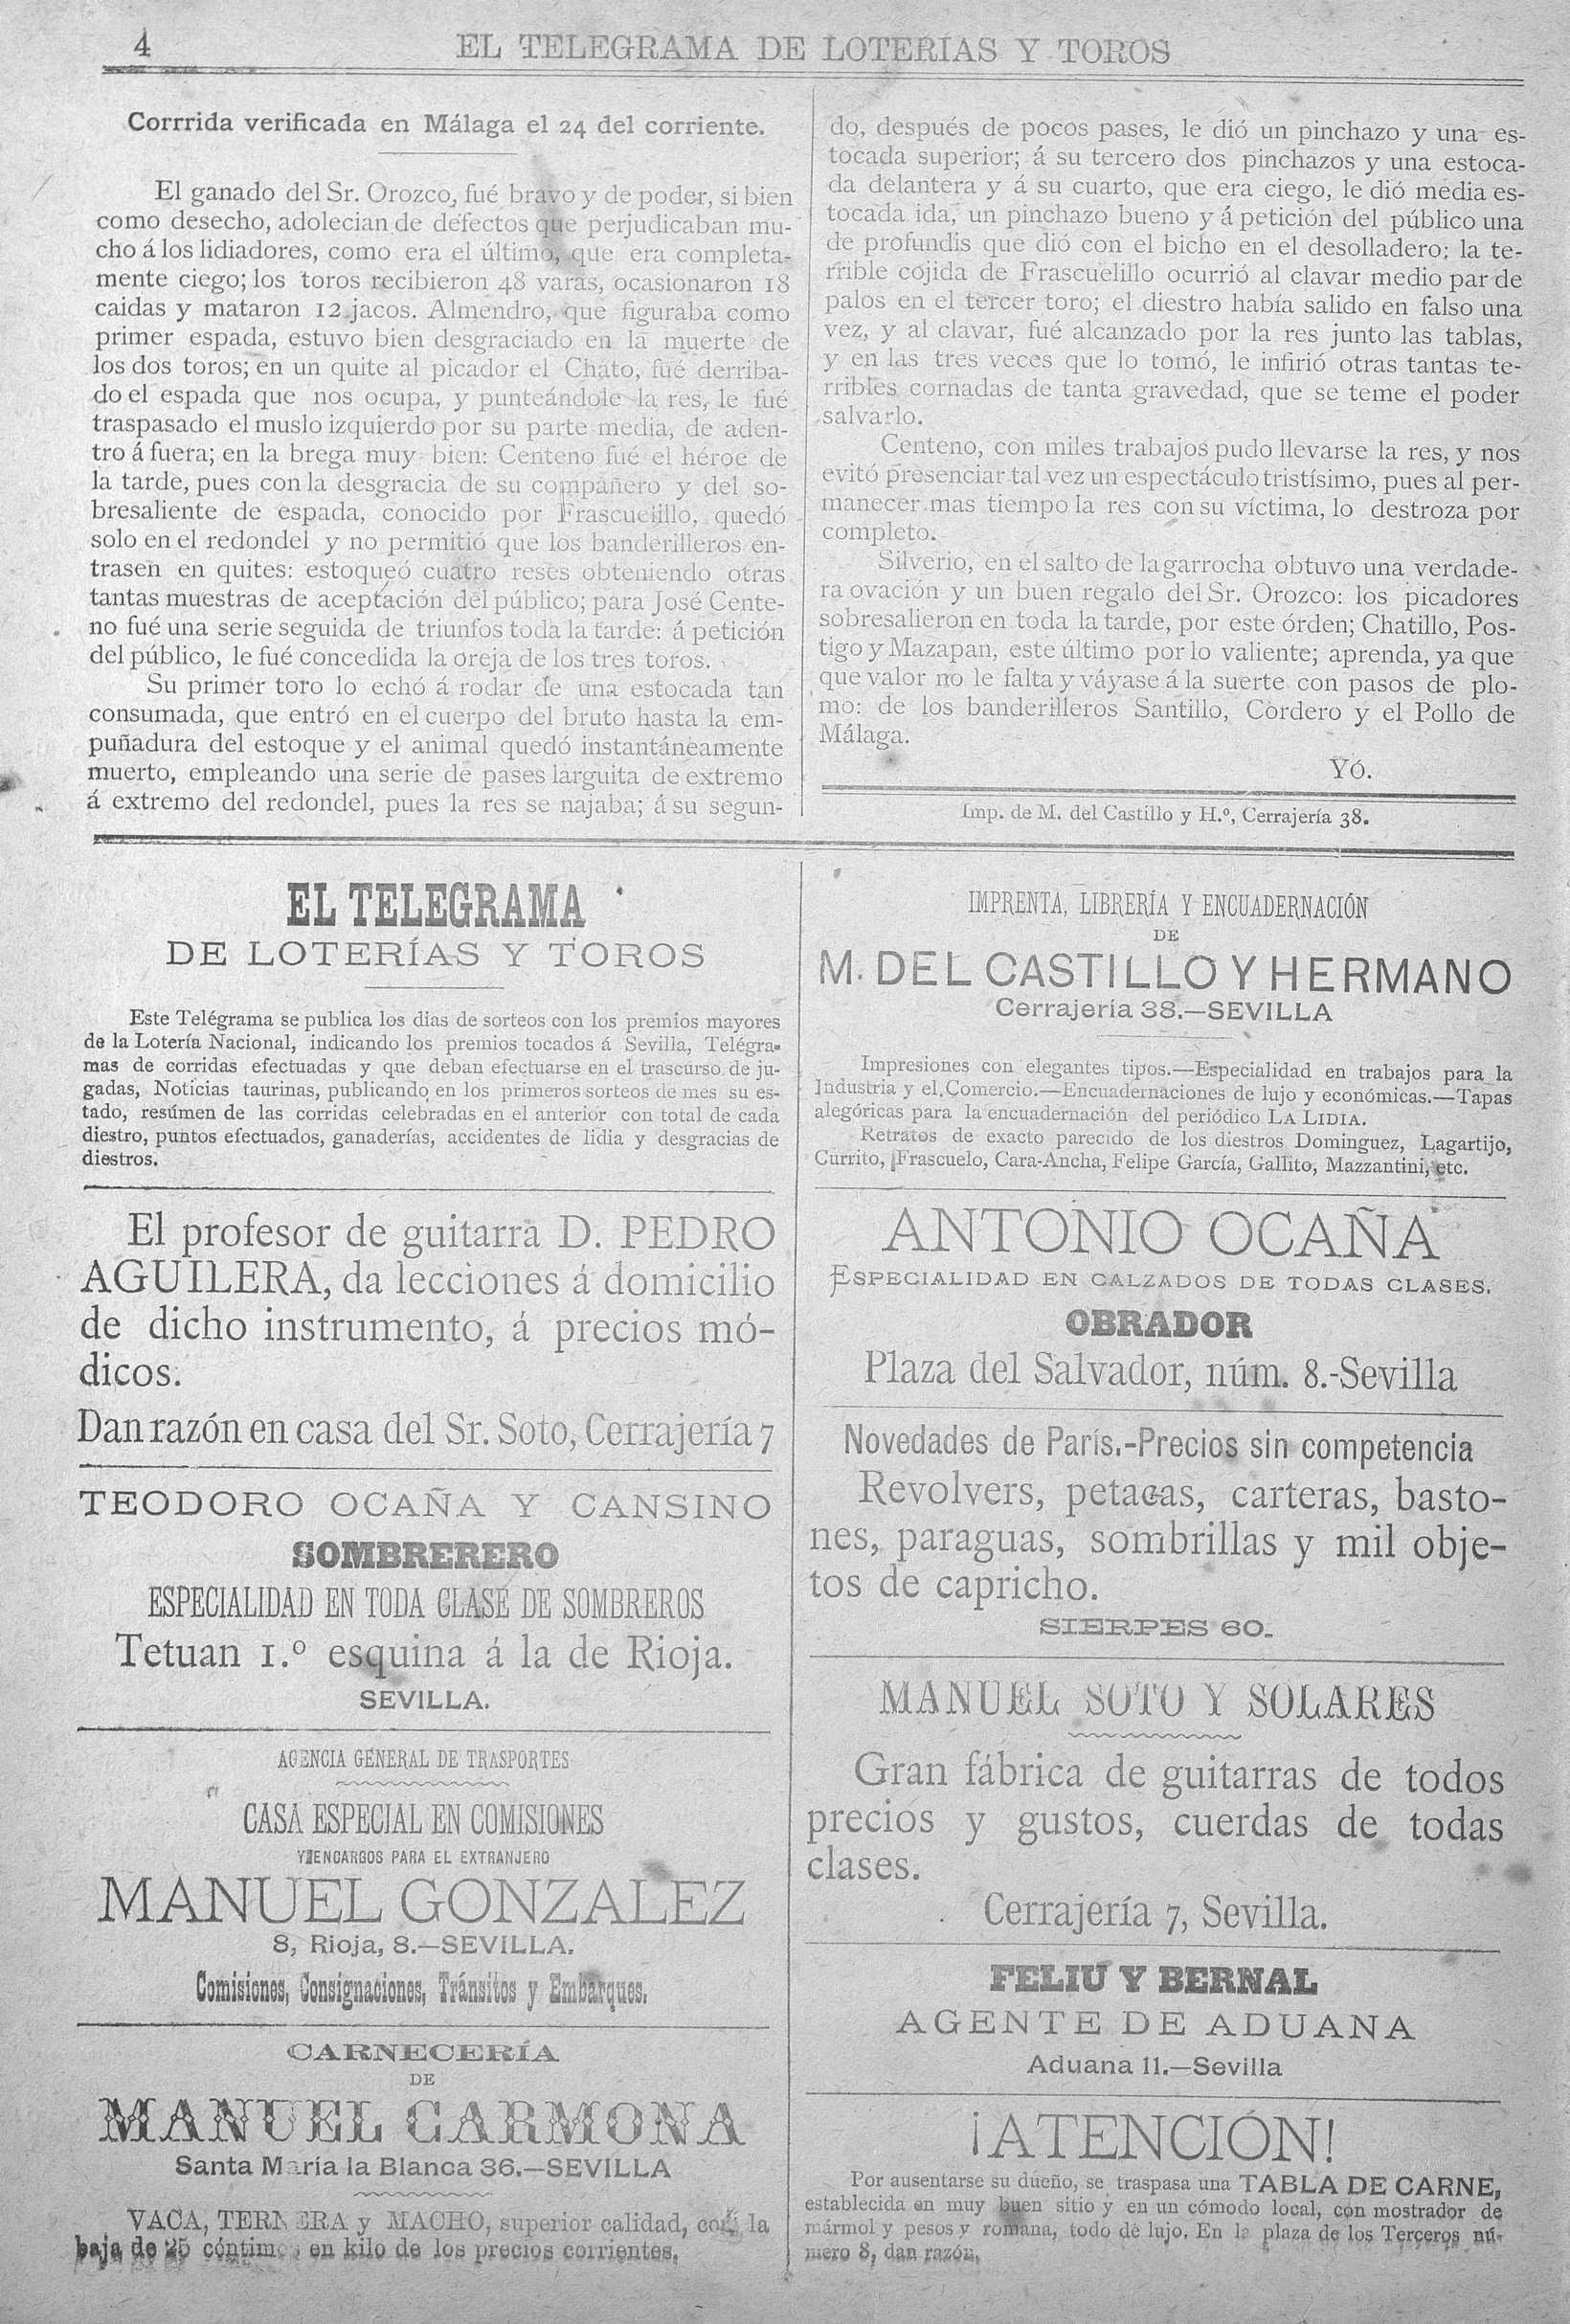 4
EL TELEGRAMA DE LOTERÍAS Y TOROS
Corrrida verificada en Málaga el 24 del corriente.
El ganado del Sr. Orozco, fué bravo y de poder, si bien
como desecho, adolecian de defectos que perjudicaban mu-
cho á los lidiadores, como era el último, que era completa-
mente ciego; los toros recibieron 48 varas, ocasionaron 18
caidas y mataron 12 jacos. Almendro, que figuraba como
primer espada, estuvo bien desgraciado en la muerte de
los dos toros; en un quite al picador el Chato, fué derriba-
do el espada que nos ocupa, y punteándole la res, le fué
traspasado el muslo izquierdo por su parte media, de aden-
tro á fuera; en la brega muy bien: Centeno fué el héroe de
la tarde, pues con la desgracia de su compañero y del so-
bresaliente de espada, conocido por Frascuelillo, quedó
solo en el redondel y no permitió que los banderilleros en-
trasen en quites: estoqueó cuatro reses obteniendo otras
tantas muestras de aceptación del público; para José Cente-
no fué una serie seguida de triunfos toda la tarde: á petición
del público, le fué concedida la oreja de los tres toros.
Su primer toro lo echó á rodar de una estocada tan
consumada, que entró en el cuerpo del bruto hasta la em-
puñadura del estoque y el animal quedó instantáneamente
muerto, empleando una serie de pases larguita de extremo
á extremo del redondel, pues la res se najaba; á su segun-
do, después de pocos pases, le dió un pinchazo y una es-
tocada superior; á su tercero dos pinchazos y una estoca-
da delantera y á su cuarto, que era ciego, le dió media es-
tocada ida, un pinchazo bueno y á petición del público una
de profundis que dió con el bicho en el desolladero: la te-
rrible cojida de Frascuelillo ocurrió al clavar medio par de
palos en el tercer toro; el diestro había salido en falso una
vez, y al clavar, fué alcanzado por la res junto las tablas,
y en las tres veces que lo tomó, le infirió otras tantas te-
rribles cornadas de tanta gravedad, que se teme el poder
salvarlo.
Centeno, con miles trabajos pudo llevarse la res, y nos
evitó presenciar tal vez un espectáculo tristísimo, pues al per-
manecer mas tiempo la res con su víctima, lo destroza por
completo.
Silverio, en el salto de la garrocha obtuvo una verdade-
ra ovación y un buen regalo del Sr. Orozco: los picadores
sobresalieron en toda la tarde, por este órden; Chatillo, Pos-
tigo y Mazapan, este último por lo valiente; aprenda, ya que
que valor no le falta y váyase á la suerte con pasos de plo-
mo: de los banderilleros Santillo, Cordero y el Pollo de
Málaga.
YÓ.
Imp. de M. del Castillo y H.º, Cerrajería 38.
EL TELEGRAMA
DE LOTERÍAS Y TOROS
Este Telégrama se publica los dias de sorteos con los premios mayores
de la Lotería Nacional, indicando los premios tocados á Sevilla, Telégra-
mas de corridas efectuadas y que deban efectuarse en el trascurso de ju-
gadas, Noticias taurinas, publicando en los primeros sorteos de mes su es-
tado, resúmen de las corridas celebradas en el anterior con total de cada
diestro, puntos efectuados, ganaderías, accidentes de lidia y desgracias de
diestros.
El profesor de guitarra D. PEDRO
AGUILERA, da lecciones á domicilio
de dicho instrumento, á precios mó-
dicos.
Dan razón en casa del Sr. Soto, Cerrajería 7
TEODORO OCAÑA Y CANSINO
SOMBRERERO
ESPECIALIDAD EN TODA CLASE DE SOMBREROS
Tetuan 1.º esquina á la de Rioja.
SEVILLA.
AGENCIA GENERAL DE TRASPORTES
CASA ESPECIAL EN COMISIONES
Y ENCARGOS PARA EL EXTRANJERO
MANUEL GONZALEZ
8, Rioja, 8.—SEVILLA.
Comisiones, Consignaciones, Tránsitos y Embarques.
CARNECERÍA
DE
MANUEL CARMONA
Santa María la Blanca 36.—SEVILLA
VACA, TERNERA y MACHO, superior calidad, con la
baja de 25 céntimos en kilo de los precios corrientes.
IMPRENTA, LIBRERÍA Y ENCUADERNACIÓN
DE
M. DEL CASTILLO Y HERMANO
Cerrajería 38.—SEVILLA
Impresiones con elegantes tipos.—Especialidad en trabajos para la
Industria y el Comercio.—Encuadernaciones de lujo y económicas.—Tapas
alegóricas para la encuadernación del periódico LA LIDIA.
Retratos de exacto parecido de los diestros Dominguez, Lagartijo,
Currito, Frascuelo, Cara-Ancha, Felipe García, Gallito, Mazzantini, etc.
ANTONIO OCAÑA
ESPECIALIDAD EN CALZADOS DE TODAS CLASES.
OBRADOR
Plaza del Salvador, núm. 8.-Sevilla
Novedades de París.-Precios sin competencia
Revolvers, petacas, carteras, basto-
nes, paraguas, sombrillas y mil obje-
tos de capricho.
SIERPES 60.
MANUEL SOTO Y SOLARES
Gran fábrica de guitarras de todos
precios y gustos, cuerdas de todas
clases.
Cerrajería 7, Sevilla.
FELIU Y BERNAL
AGENTE DE ADUANA
Aduana 11.—Sevilla
¡ATENCIÓN!
Por ausentarse su dueño, se traspasa una TABLA DE CARNE,
establecida en muy buen sitio y en un cómodo local, con mostrador de
mármol y pesos y romana, todo de lujo. En la plaza de los Terceros nú-
mero 8, dan razón.